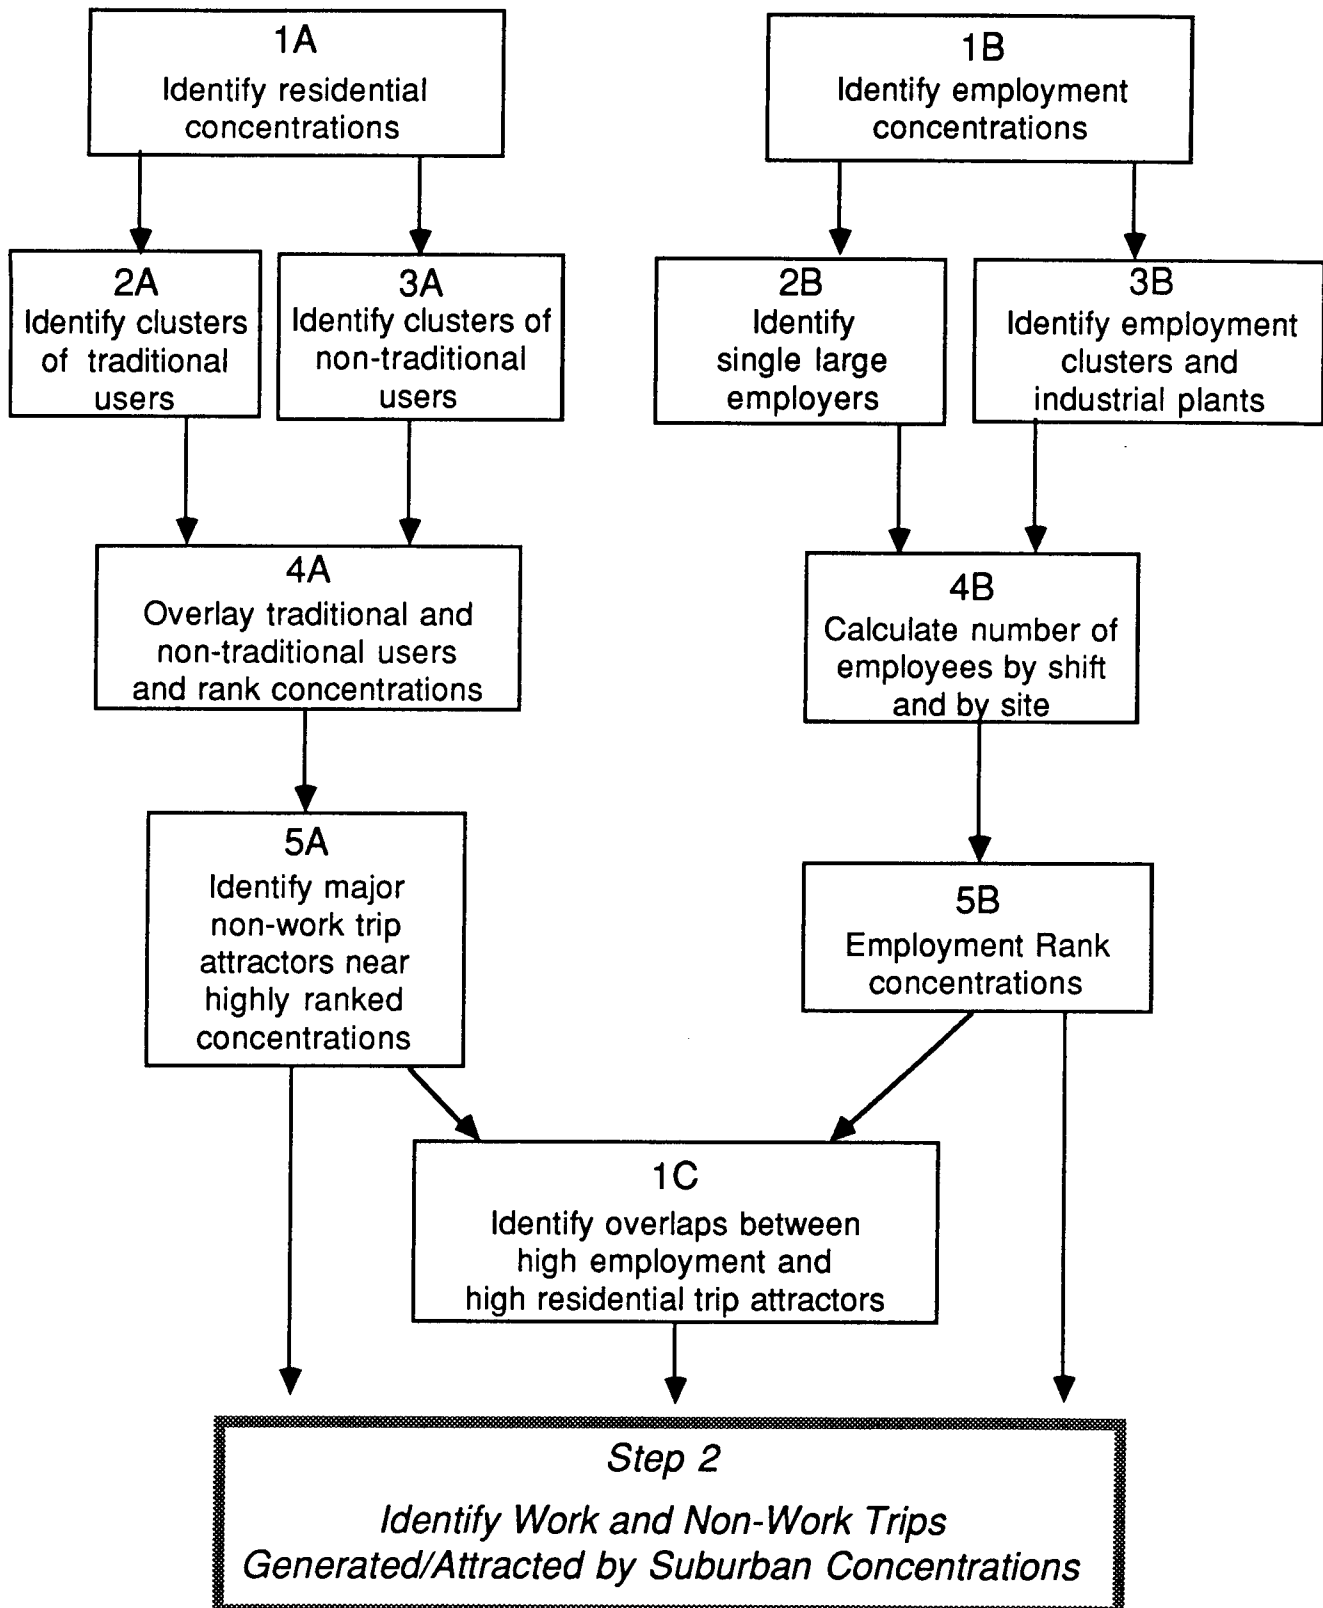 1A
Identify residential
concentrations
1B
Identify employment
concentrations
2A
Identify clusters
of traditional
users
3A
Identify clusters of
non-traditional
users
2B
Identify
single large
employers
3B
Identify employment
clusters and
industrial plants
4A
Overlay traditional and
non-traditional users
and rank concentrations
4B
Calculate number of
employees by shift
and by site
5A
Identify major
non-work trip
attractors near
highly ranked
concentrations
5B
Employment Rank
concentrations
1C
Identify overlaps between
high employment and
high residential trip attractors
Step 2
Identify Work and Non-Work Trips
Generated/Attracted by Suburban Concentrations